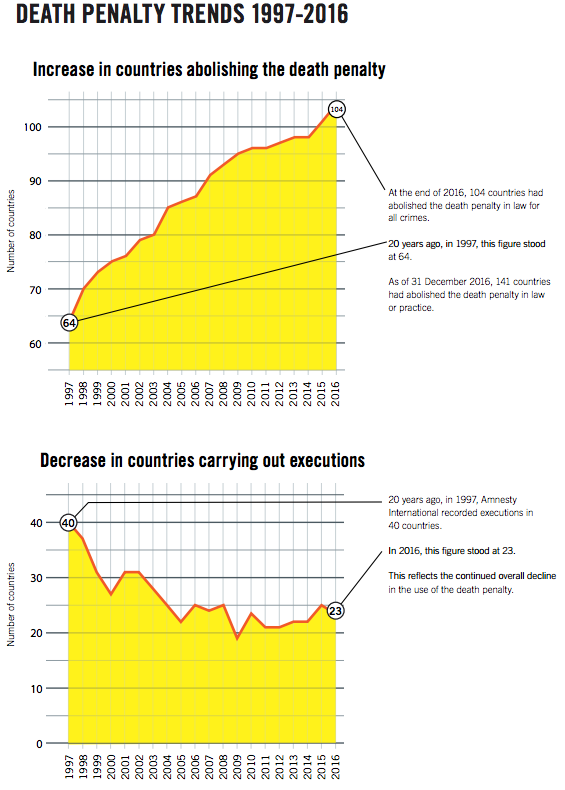 DEATH PENALTY TRENDS 1997-2016
Increase in countries abolishing the death penalty
Number of countries
100
90
80
70
60
104
64
1997 1998 1999 2000 2001 2002 2003 2004 2005 2006 2007 2008 2009 2010 2011 2012 2013 2014 2015 2016
At the end of 2016, 104 countries had
abolished the death penalty in law for
all crimes.
20 years ago, in 1997, this figure stood
at 64.
As of 31 December 2016, 141 countries
had abolished the death penalty in law
or practice.
Decrease in countries carrying out executions
Number of countries
40
30
20
10
0
40
23
1997 1998 1999 2000 2001 2002 2003 2004 2005 2006 2007 2008 2009 2010 2011 2012 2013 2014 2015 2016
20 years ago, in 1997, Amnesty
International recorded executions in
40 countries.
In 2016, this figure stood at 23.
This reflects the continued overall decline
in the use of the death penalty.